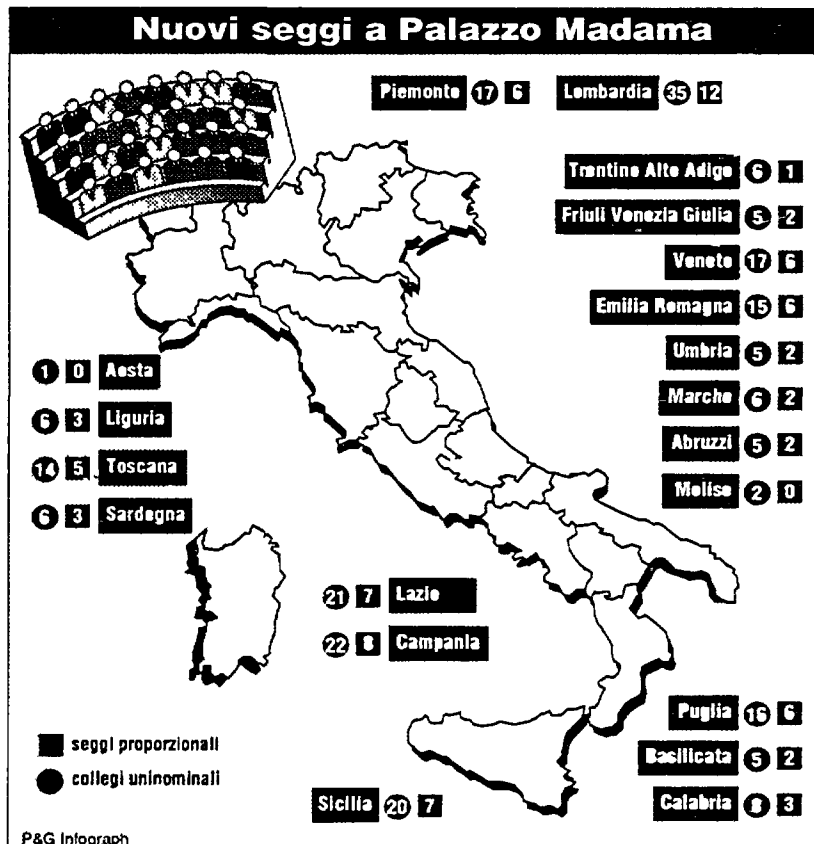 Nuovi seggi a Palazzo Madama
Piemonte 17 6
Lombardia 35 12
Trentino Alto Adige 6 1
Friuli Venezia Giulia 5 2
Veneto 17 6
Emilia Romagna 15 6
Umbria 5 2
Marche 6 2
Abruzzi 5 2
Molise 2 0
1 0 Aosta
6 3 Liguria
14 5 Toscana
6 3 Sardegna
21 7 Lazio
22 8 Campania
Puglia 16 6
Basilicata 5 2
Calabria 8 3
Sicilia 20 7
seggi proporzionali
collegi uninominali
P&G Infograph